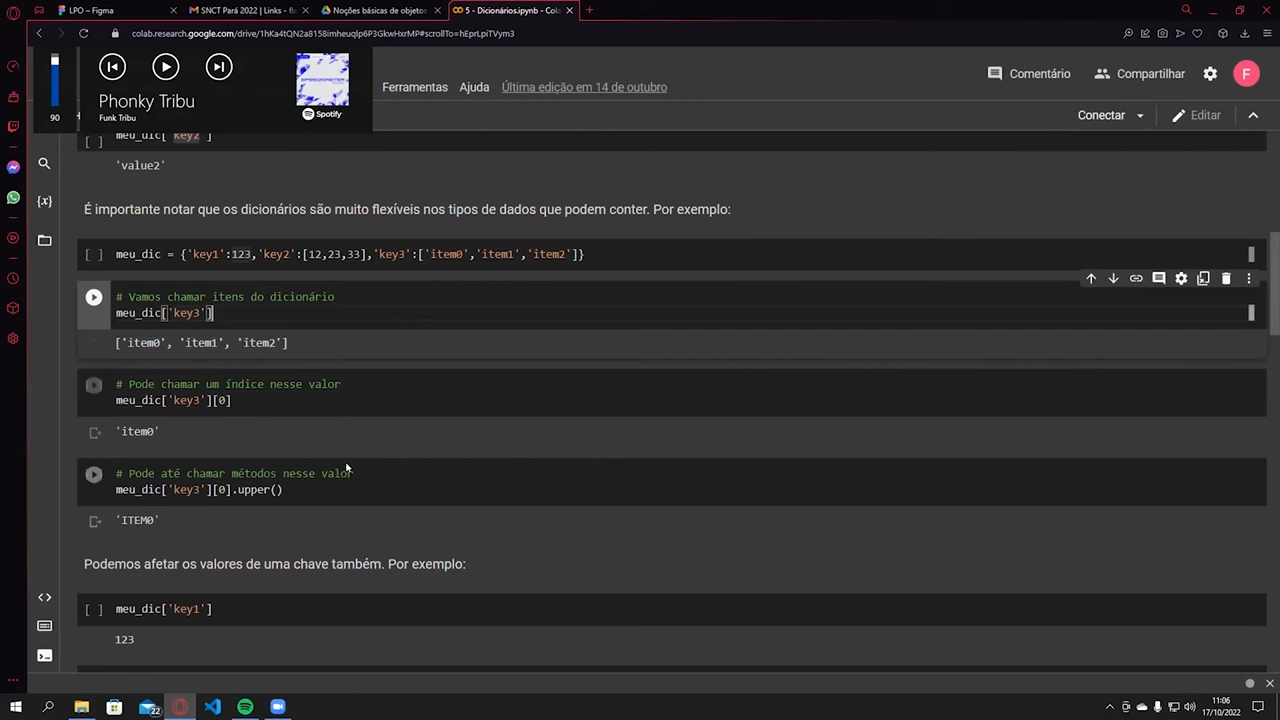 LPO – Figma
SNCT Pará 2022 | Links - fl
Noções básicas de objetos
5 - Dicionários.ipynb - Cola
colab.research.google.com/drive/1hKa4tQN2a8158imheuqlp6P3GkwHxrMP#scrollTo=hEprLpiTVym3
90
Phonky Tribu
Funk Tribu
Spotify
Ferramentas
Ajuda
Última edição em 14 de outubro
Comentário
Compartilhar
F
Conectar
Editar
[ ] meu_dic['key2']
'value2'
É importante notar que os dicionários são muito flexíveis nos tipos de dados que podem conter. Por exemplo:
[ ] meu_dic = {'key1':123,'key2':[12,23,33],'key3':['item0','item1','item2']}
# Vamos chamar itens do dicionário
meu_dic['key3']
['item0', 'item1', 'item2']
# Pode chamar um índice nesse valor
meu_dic['key3'][0]
'item0'
# Pode até chamar métodos nesse valor
meu_dic['key3'][0].upper()
'ITEM0'
Podemos afetar os valores de uma chave também. Por exemplo:
[ ] meu_dic['key1']
123
{x}
22
11:06
17/10/2022